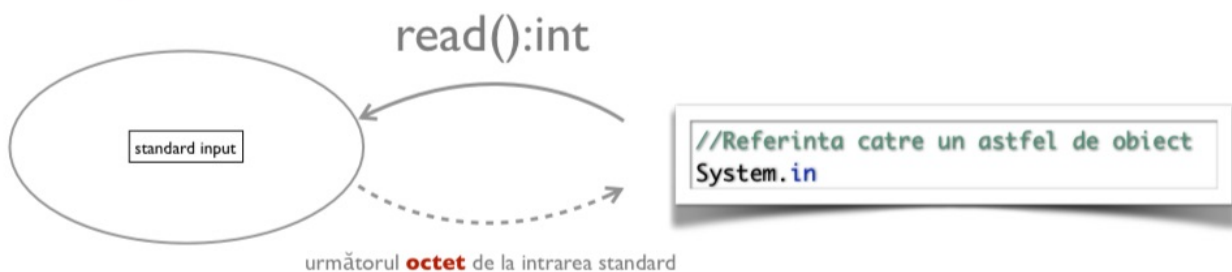 read():int
standard input
//Referinta catre un astfel de obiect
System.in
următorul octet de la intrarea standard